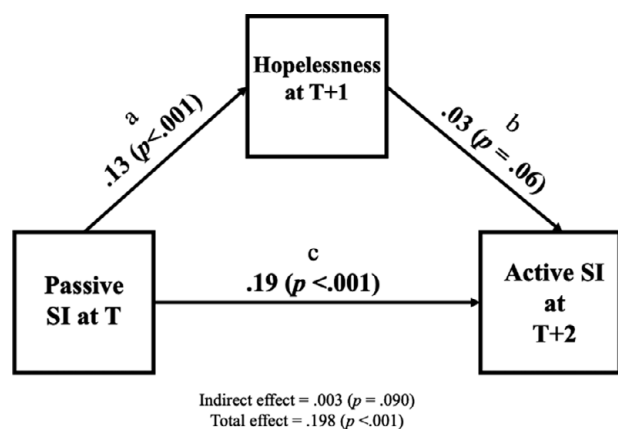 Hopelessness
at T+1
a
.13 (p<.001)
b
.03 (p = .06)
Passive
SI at T
c
.19 (p <.001)
Active SI
at
T+2
Indirect effect = .003 (p = .090)
Total effect = .198 (p <.001)